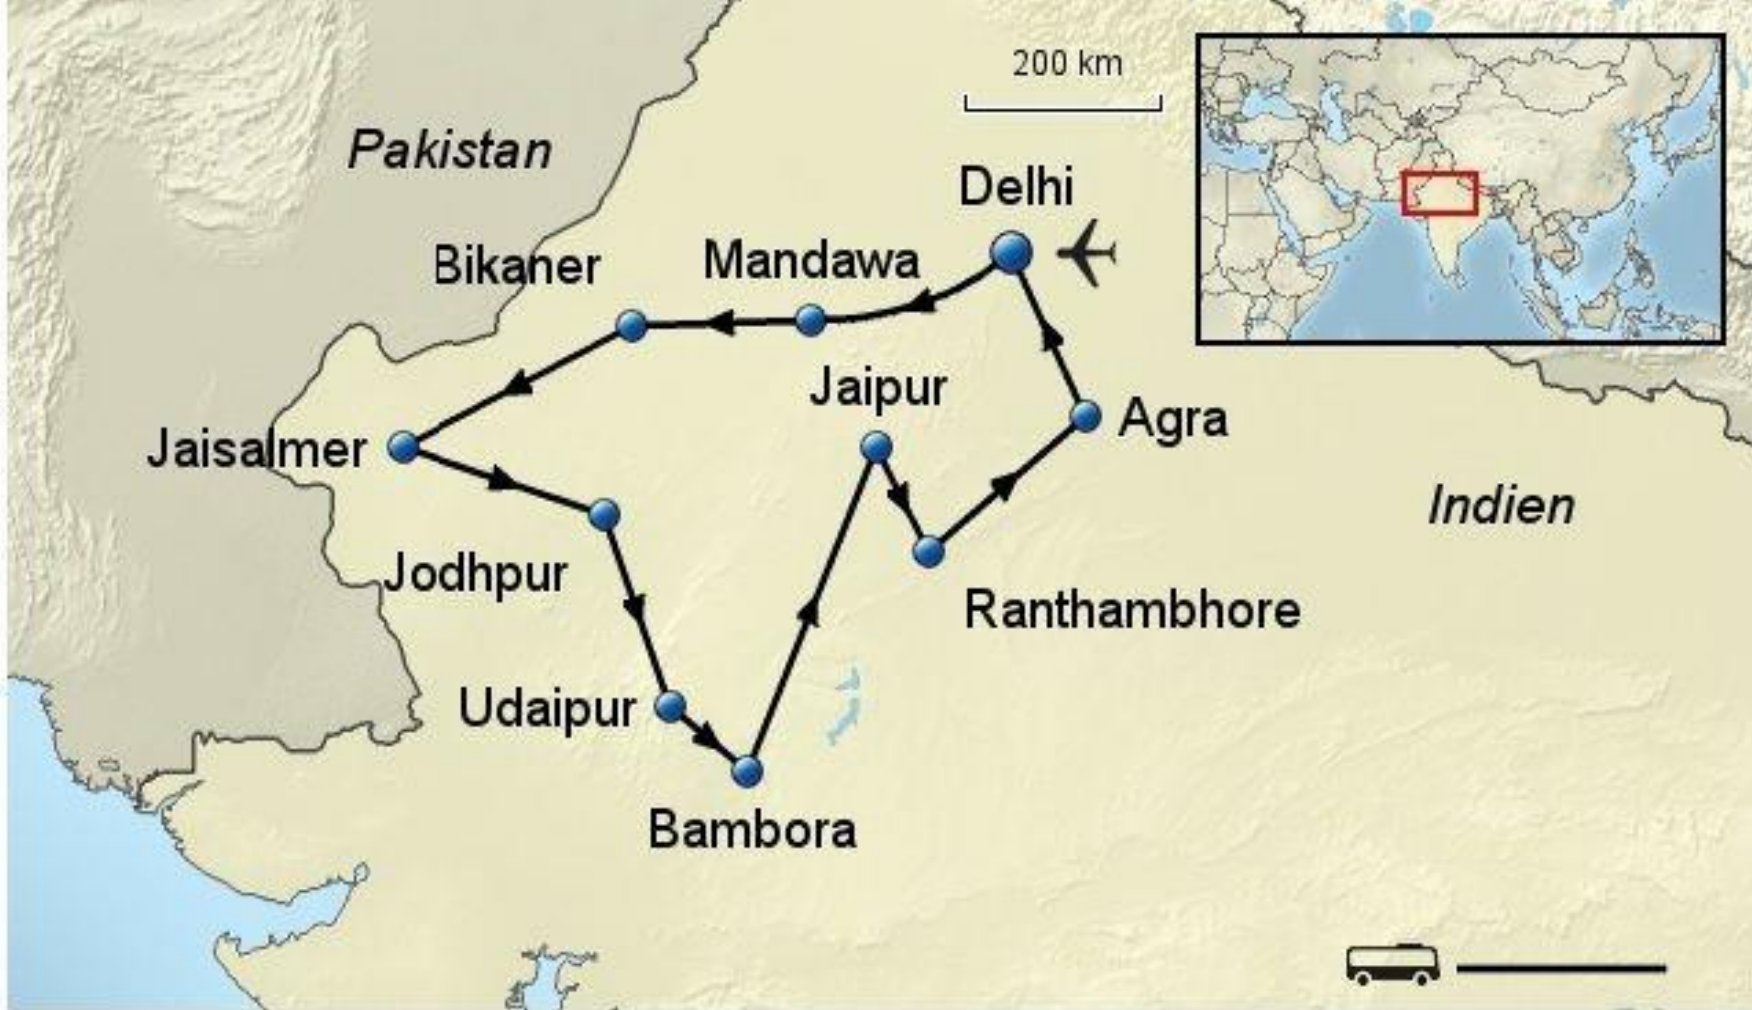 200 km
Pakistan
Delhi
Bikaner
Mandawa
Jaipur
Agra
Jaisalmer
Indien
Jodhpur
Ranthambhore
Udaipur
Bambora